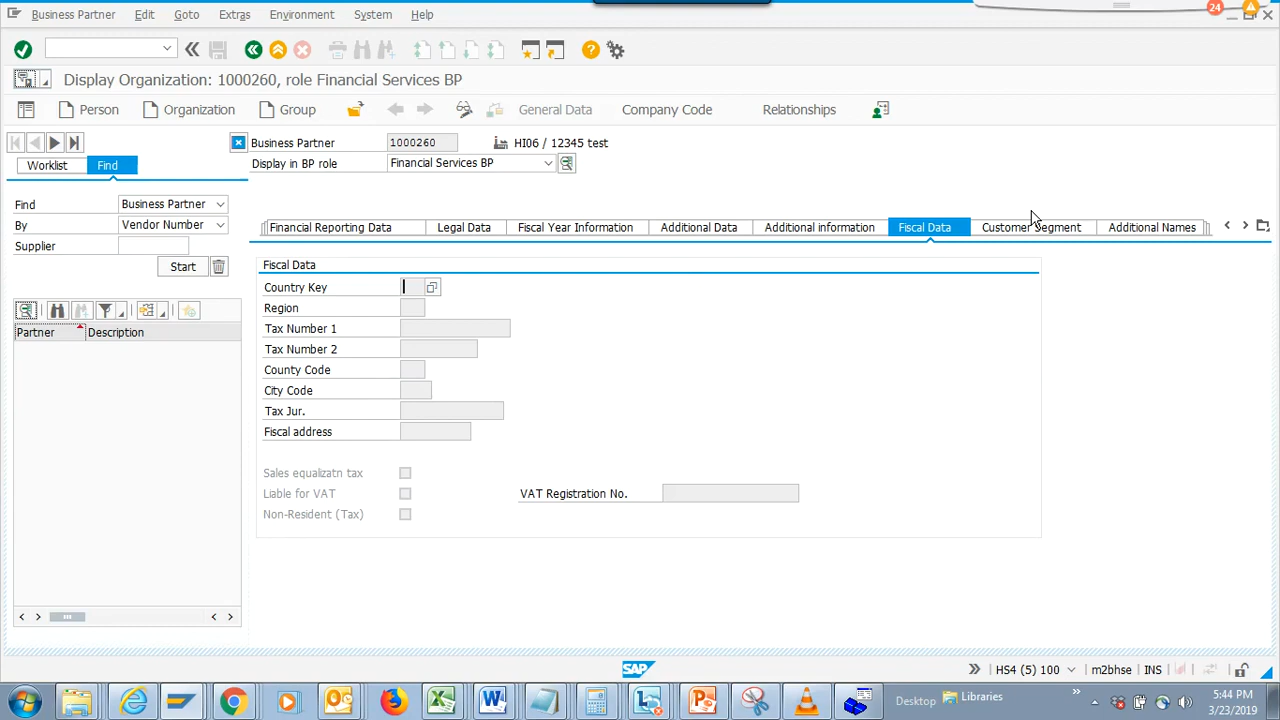 Business Partner Edit Goto Extras Environment System Help
24
Display Organization: 1000260, role Financial Services BP
Person Organization Group General Data Company Code Relationships
Business Partner 1000260 HI06 / 12345 test
Worklist Find
Display in BP role Financial Services BP
Find Business Partner
By Vendor Number
Supplier
Start
Financial Reporting Data Legal Data Fiscal Year Information Additional Data Additional information Fiscal Data Customer Segment Additional Names
Partner Description
Fiscal Data
Country Key
Region
Tax Number 1
Tax Number 2
County Code
City Code
Tax Jur.
Fiscal address
Sales equalizatn tax
Liable for VAT
VAT Registration No.
Non-Resident (Tax)
SAP
HS4 (5) 100 m2bhse INS
Desktop Libraries
5:44 PM
3/23/2019